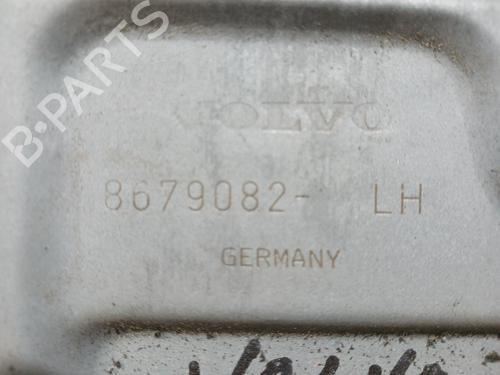 B-PARTS
VOLVO
8679082- LH
GERMANY